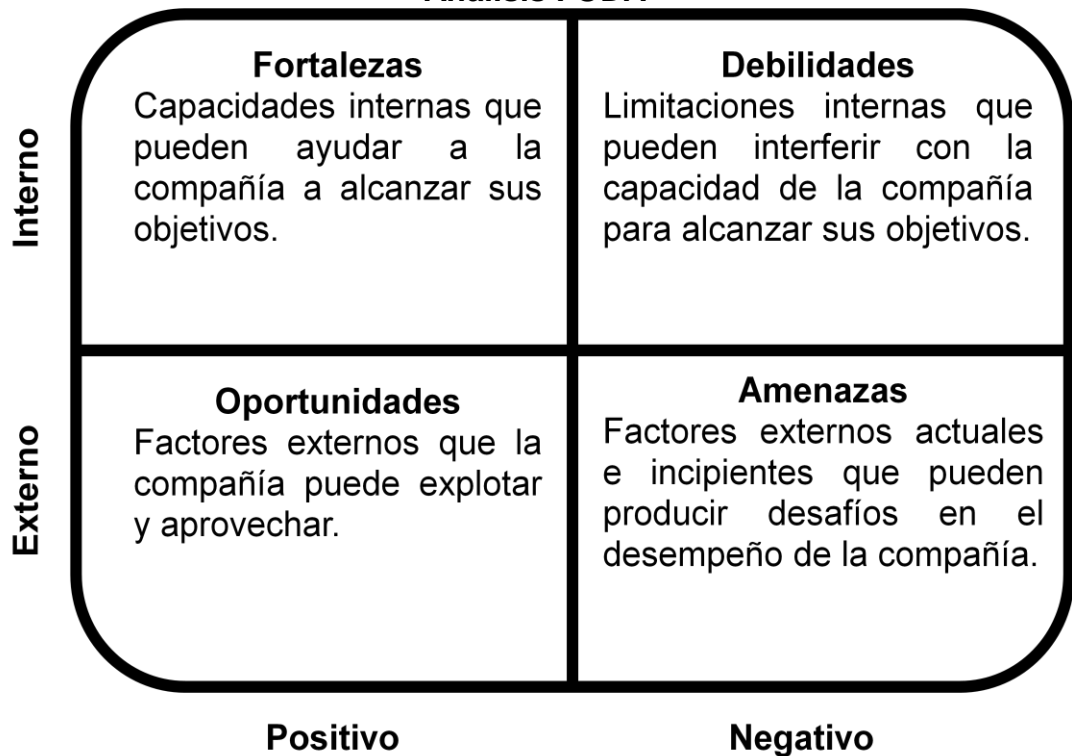 Interno
Fortalezas
Capacidades internas que
pueden ayudar a la
compañía a alcanzar sus
objetivos.
Debilidades
Limitaciones internas que
pueden interferir con la
capacidad de la compañía
para alcanzar sus objetivos.
Externo
Oportunidades
Factores externos que la
compañía puede explotar
y aprovechar.
Amenazas
Factores externos actuales
e incipientes que pueden
producir desafíos en el
desempeño de la compañía.
Positivo
Negativo